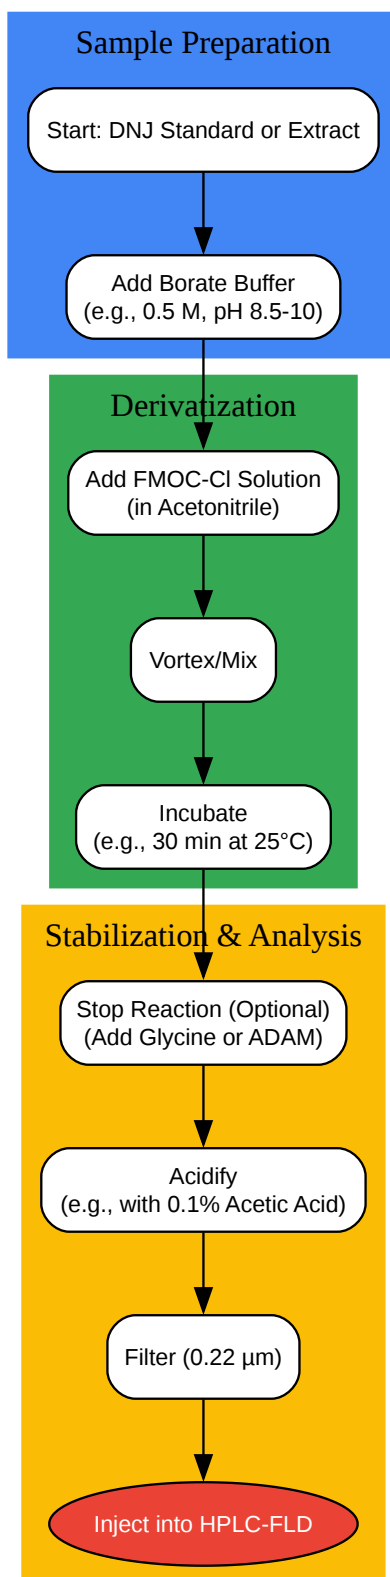 Sample Preparation
Start: DNJ Standard or Extract
Add Borate Buffer
(e.g., 0.5 M, pH 8.5-10)
Derivatization
Add FMOC-Cl Solution
(in Acetonitrile)
Vortex/Mix
Incubate
(e.g., 30 min at 25°C)
Stabilization & Analysis
Stop Reaction (Optional)
(Add Glycine or ADAM)
Acidify
(e.g., with 0.1% Acetic Acid)
Filter (0.22 µm)
Inject into HPLC-FLD